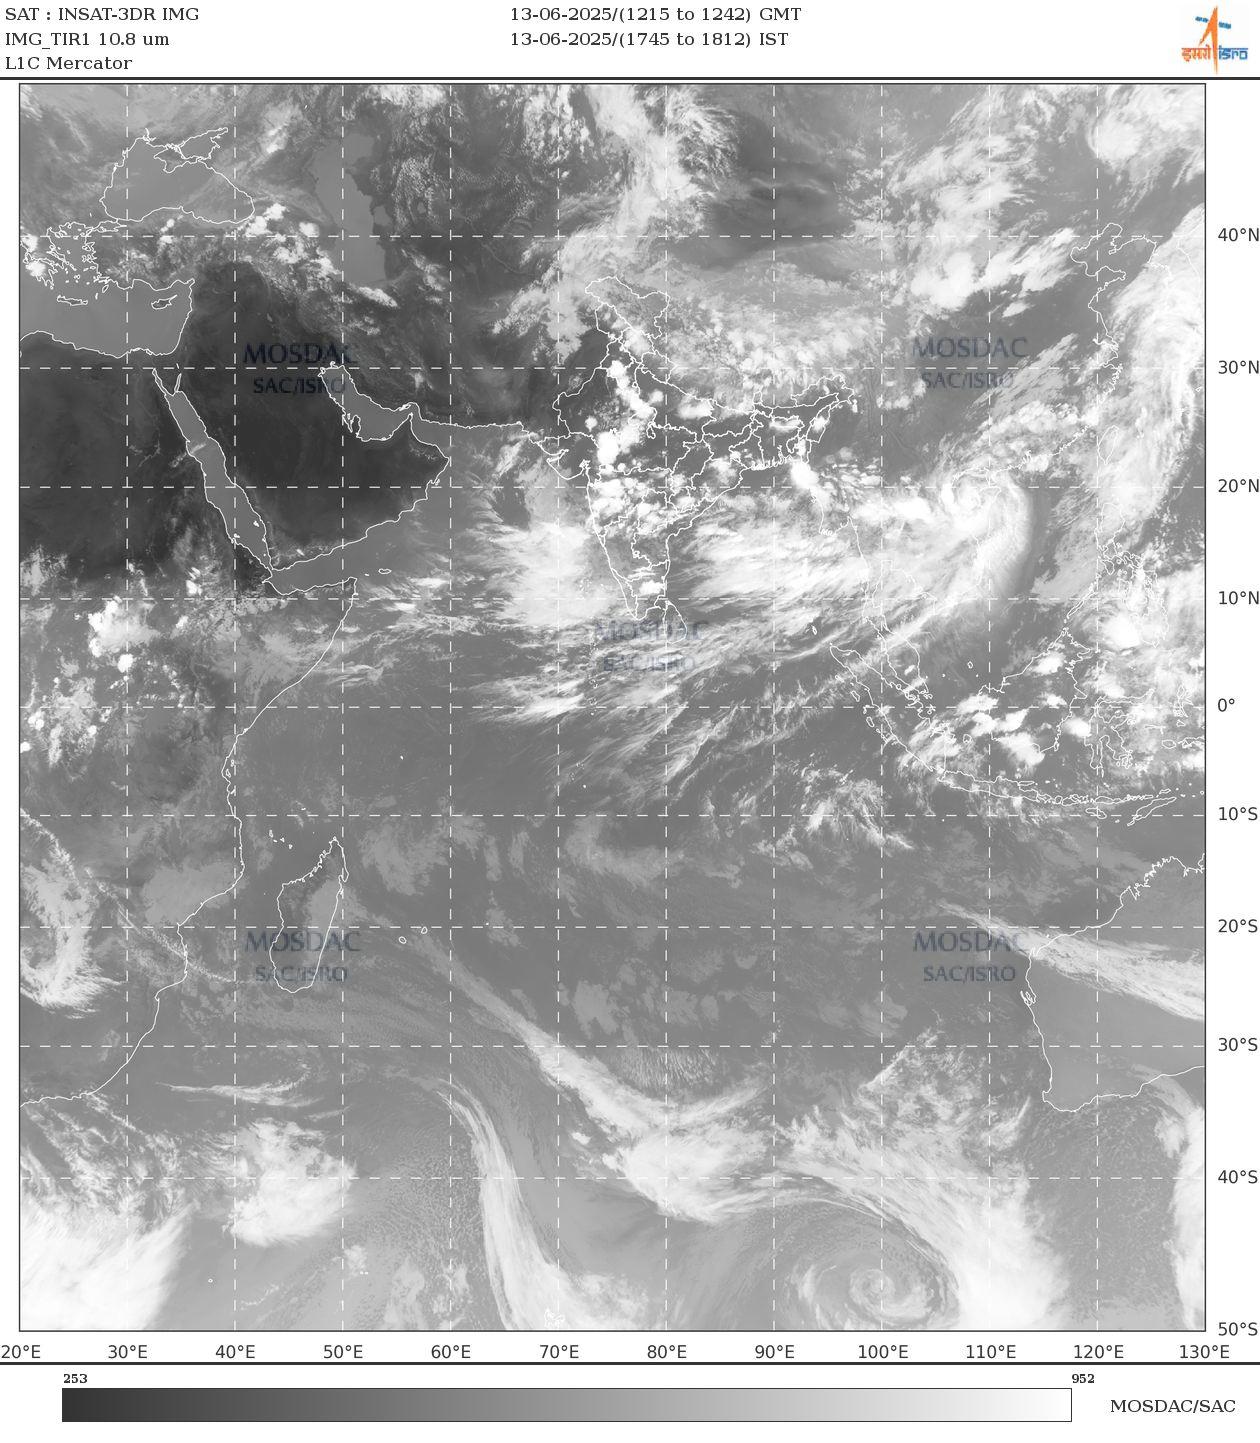 SAT : INSAT-3DR IMG
13-06-2025/(1215 to 1242) GMT
IMG_TIR1 10.8 um
13-06-2025/(1745 to 1812) IST
L1C Mercator
इसरो isro
40°N
MOSDAC
SAC/ISRO
MOSDAC
SAC/ISRO
30°N
20°N
10°N
MOSDAC
SAC/ISRO
0°
10°S
20°S
MOSDAC
SAC/ISRO
MOSDAC
SAC/ISRO
30°S
40°S
50°S
20°E 30°E 40°E 50°E 60°E 70°E 80°E 90°E 100°E 110°E 120°E 130°E
253
952
MOSDAC/SAC